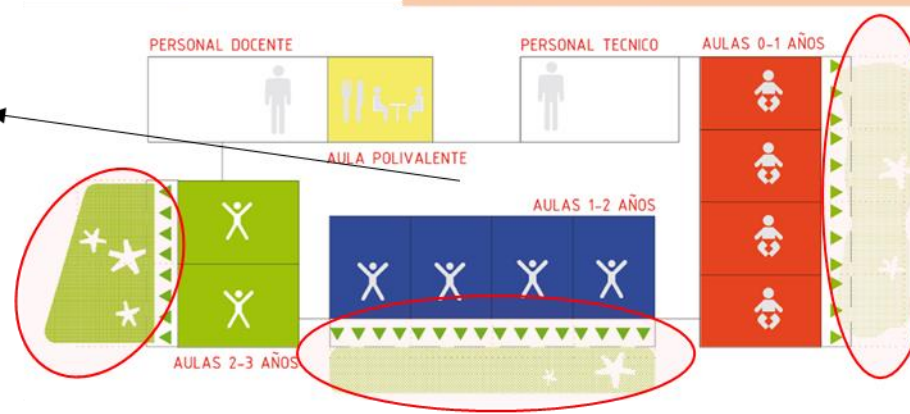 PERSONAL DOCENTE
PERSONAL TECNICO
AULAS 0-1 AÑOS
AULA POLIVALENTE
AULAS 1-2 AÑOS
AULAS 2-3 AÑOS